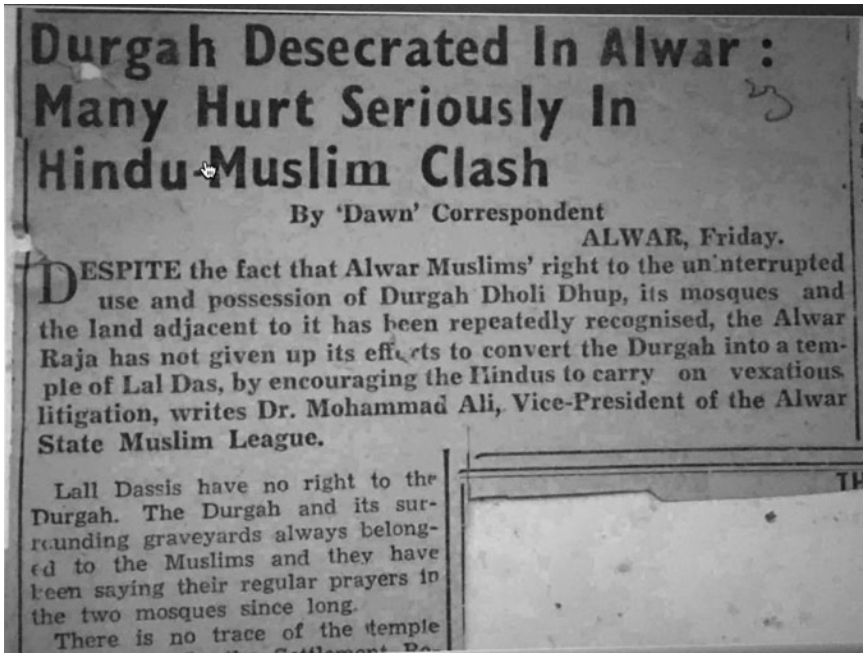 Durgah Desecrated In Alwar :
Many Hurt Seriously In
Hindu-Muslim Clash
By 'Dawn' Correspondent
ALWAR, Friday.
DESPITE the fact that Alwar Muslims' right to the uninterrupted
use and possession of Durgah Dholi Dhup, its mosques and
the land adjacent to it has been repeatedly recognised, the Alwar
Raja has not given up its efforts to convert the Durgah into a tem-
ple of Lal Das, by encouraging the Hindus to carry on vexatious
litigation, writes Dr. Mohammad Ali, Vice-President of the Alwar
State Muslim League.
Lall Dassis have no right to the
Durgah. The Durgah and its sur-
rounding graveyards always belong-
ed to the Muslims and they have
been saying their regular prayers in
the two mosques since long.
There is no trace of the temple
TH